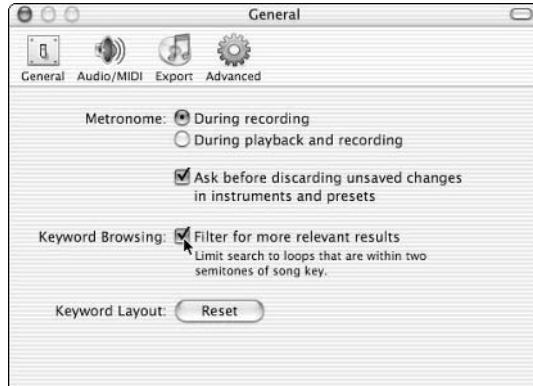 General
General Audio/MIDI Export Advanced
Metronome: During recording
During playback and recording
Ask before discarding unsaved changes
in instruments and presets
Keyword Browsing: Filter for more relevant results
Limit search to loops that are within two
semitones of song key.
Keyword Layout: Reset